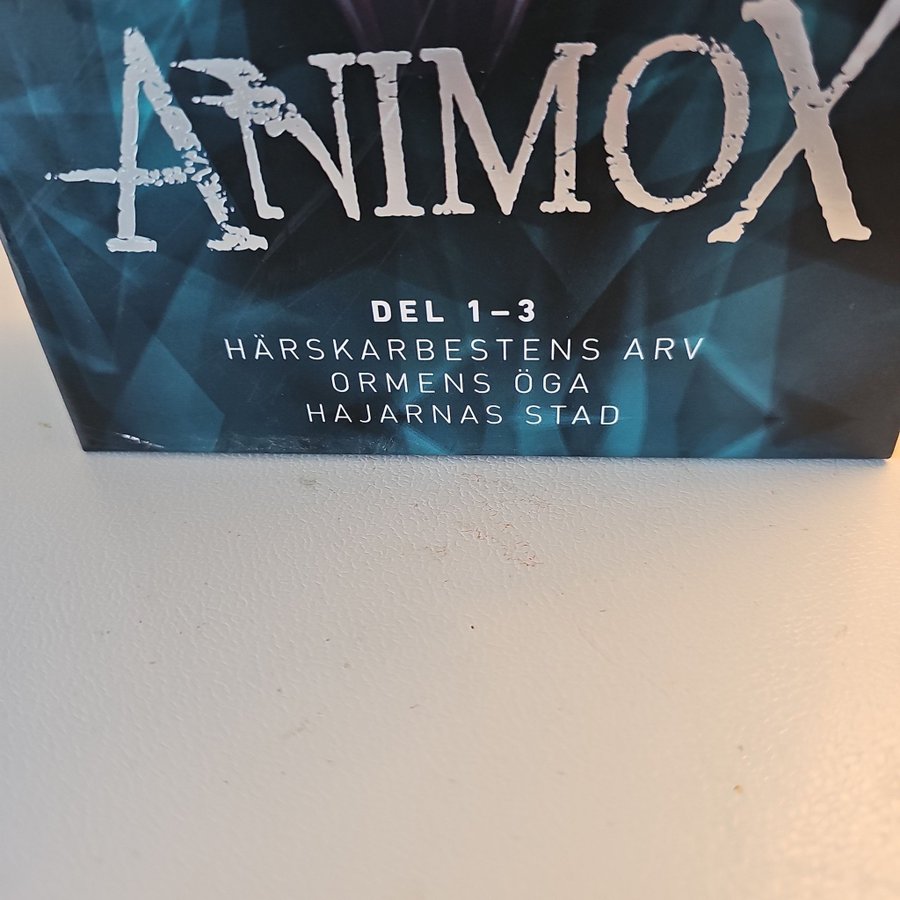 ANIMOX
DEL 1–3
HÄRSKARBESTENS ARV
ORMENS ÖGA
HAJARNAS STAD